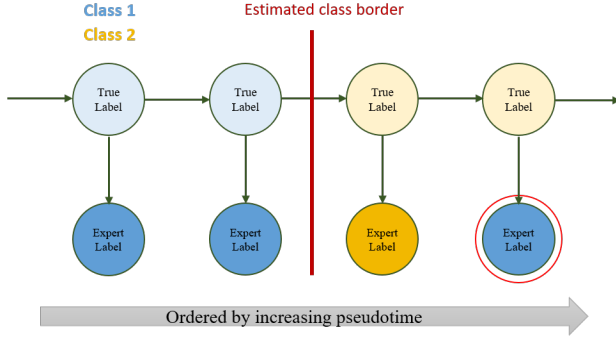 Class 1
Class 2
Estimated class border
True
Label
True
Label
True
Label
True
Label
Expert
Label
Expert
Label
Expert
Label
Expert
Label
Ordered by increasing pseudotime